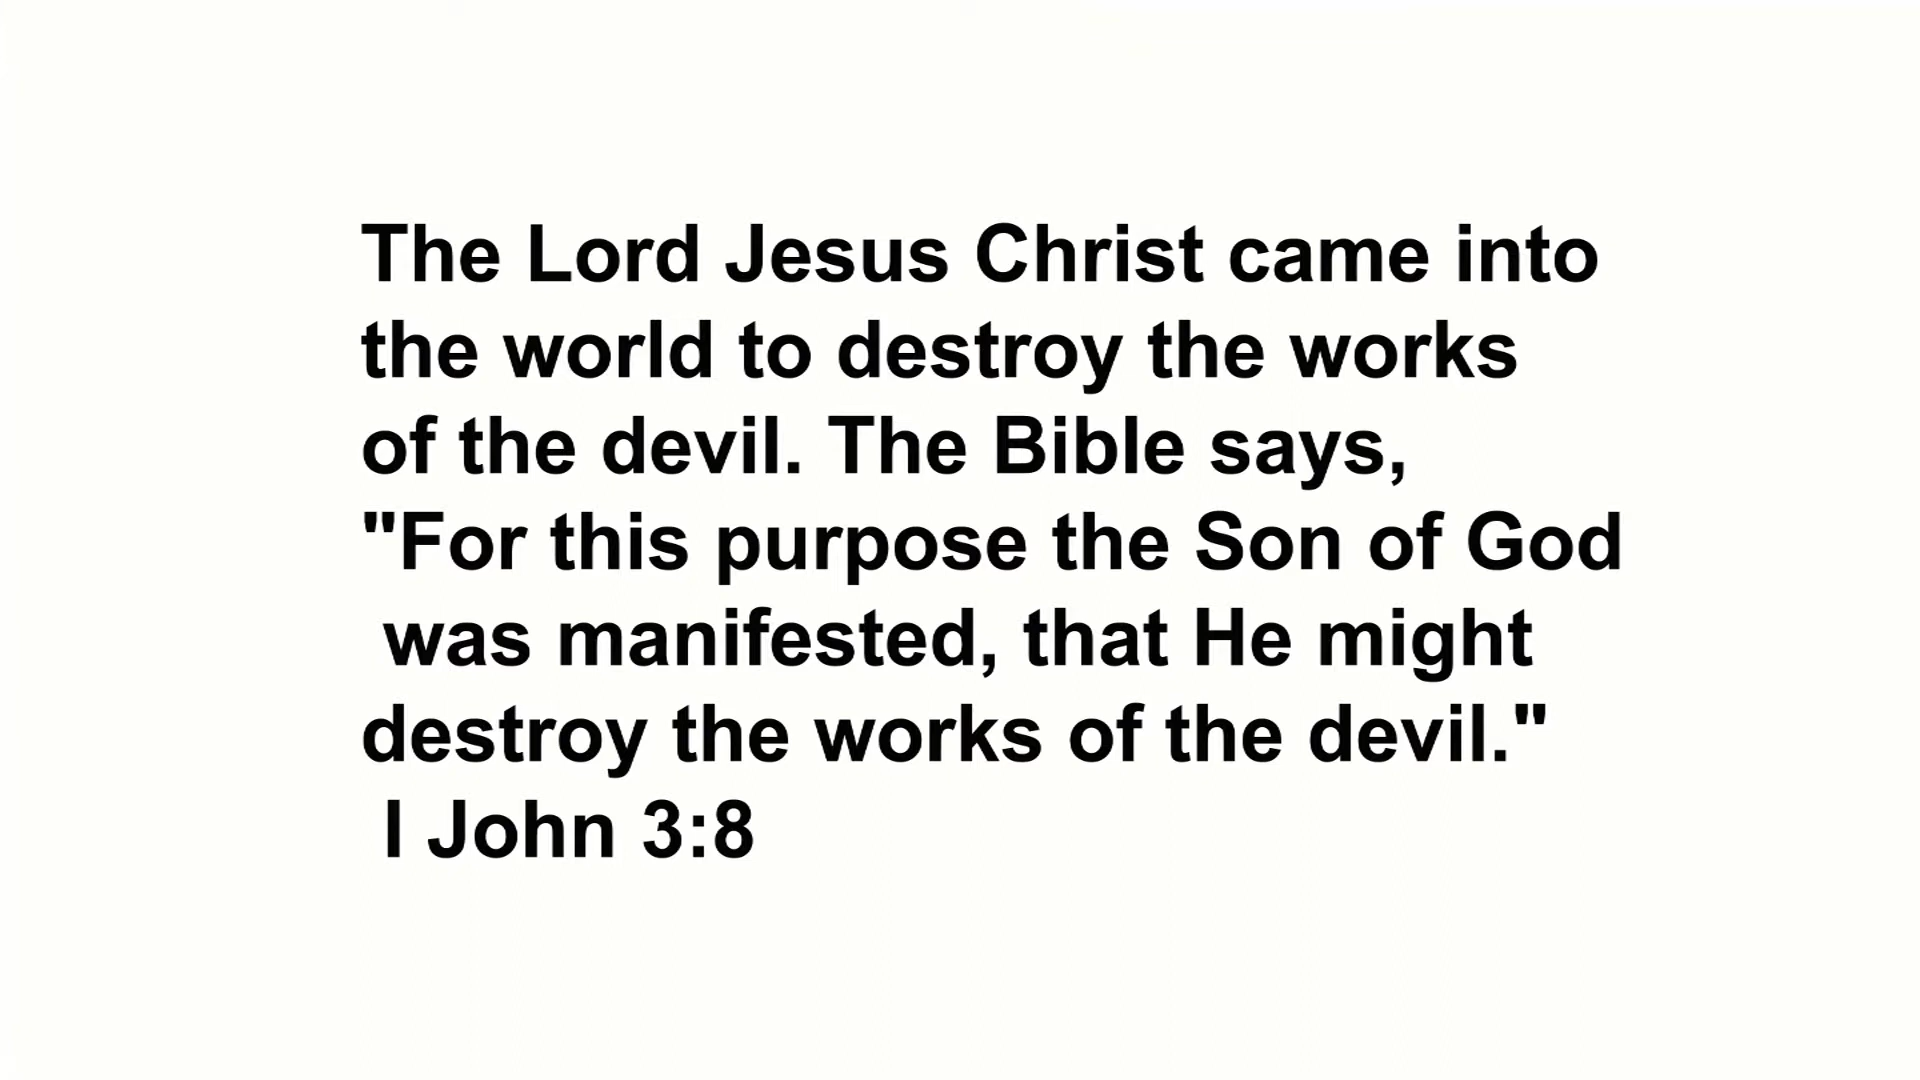 The Lord Jesus Christ came into
the world to destroy the works
of the devil. The Bible says,
"For this purpose the Son of God
was manifested, that He might
destroy the works of the devil."
I John 3:8